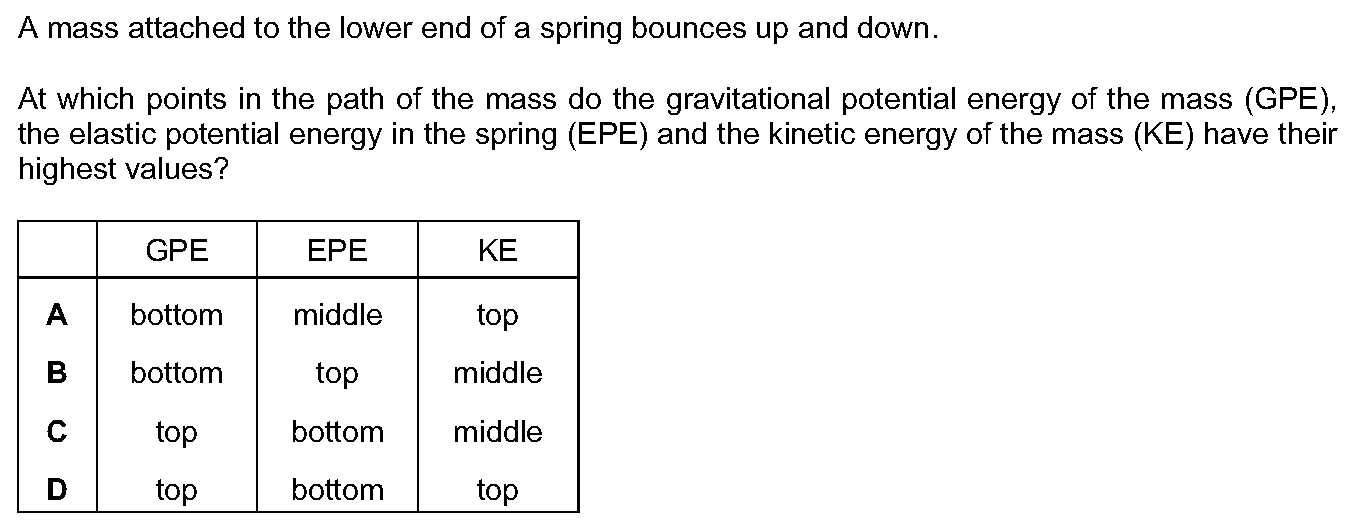 A mass attached to the lower end of a spring bounces up and down.
At which points in the path of the mass do the gravitational potential energy of the mass (GPE),
the elastic potential energy in the spring (EPE) and the kinetic energy of the mass (KE) have their
highest values?
GPE EPE KE
A bottom middle top
B bottom top middle
C top bottom middle
D top bottom top